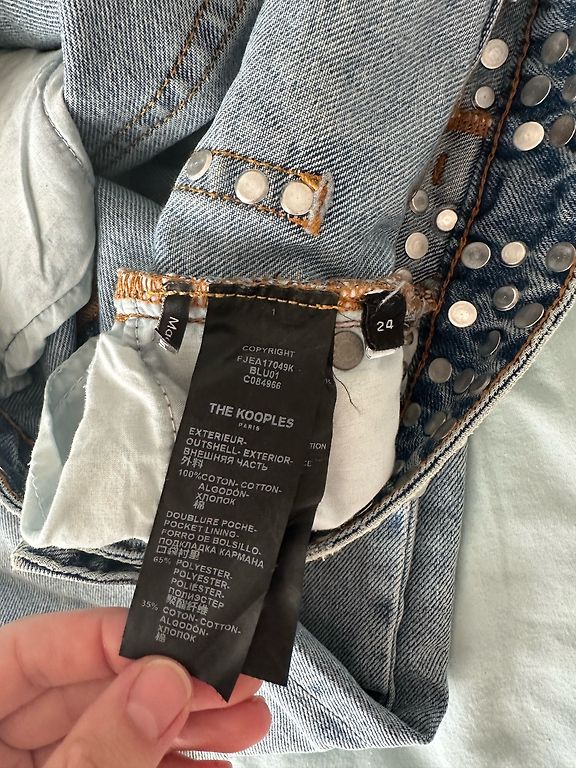 1
COPYRIGHT
FJEA17049K
BLU01
C084966
THE KOOPLES
PARIS
EXTERIEUR-
OUTSHELL- EXTERIOR-
ВНЕШНЯЯ ЧАСТЬ
外料
100%COTON- COTTON-
ALGODÓN-
ХЛОПОК
棉
DOUBLURE POCHE-
POCKET LINING-
FORRO DE BOLSILLO-
ПОДКЛАДКА КАРМАНА
口袋衬里
65% POLYESTER-
POLYESTER-
POLIESTER-
ПОЛИЭСТЕР
聚酯纤维
35% COTON- COTTON-
ALGODÓN-
ХЛОПОК
棉
24